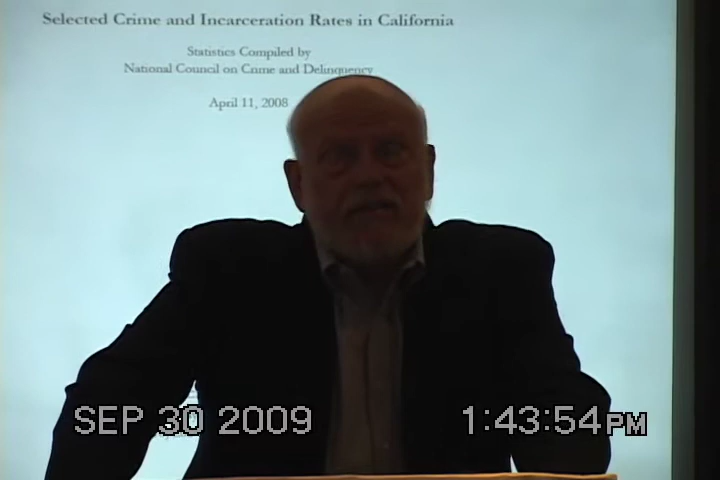 Selected Crime and Incarceration Rates in California
Statistics Compiled by
National Council on Crime and Delinquency
April 11, 2008
SEP 30 2009 1:43:54PM